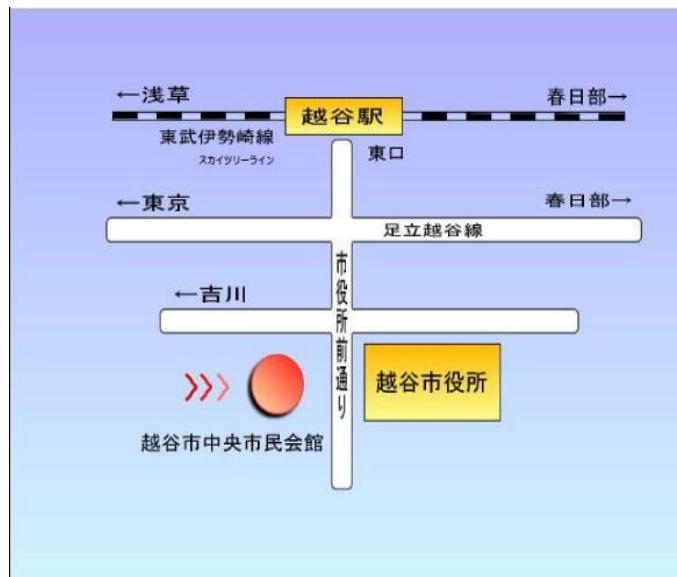 ←浅草
春日部→
越谷駅
東武伊勢崎線
スカイツリーライン
東口
←東京
春日部→
足立越谷線
市役所前通り
←吉川
越谷市役所
越谷市中央市民会館